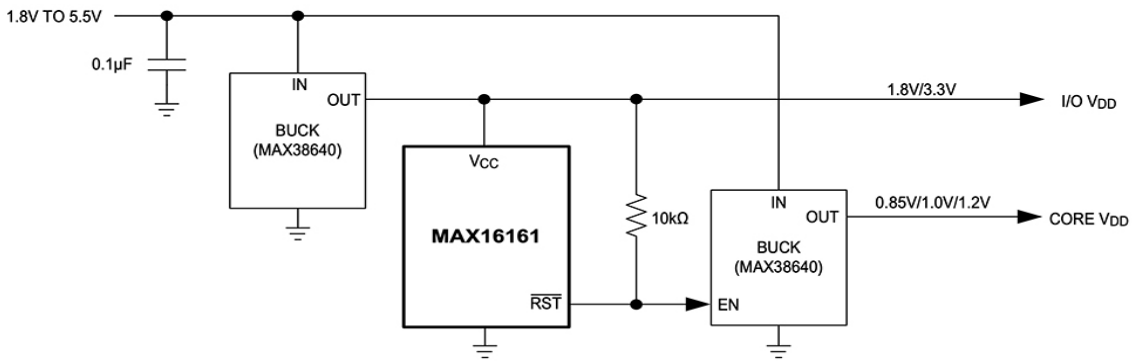 1.8V TO 5.5V
0.1µF
IN
OUT
BUCK
(MAX38640)
1.8V/3.3V
I/O VDD
VCC
MAX16161
RST
10kΩ
IN
OUT
BUCK
(MAX38640)
EN
0.85V/1.0V/1.2V
CORE VDD